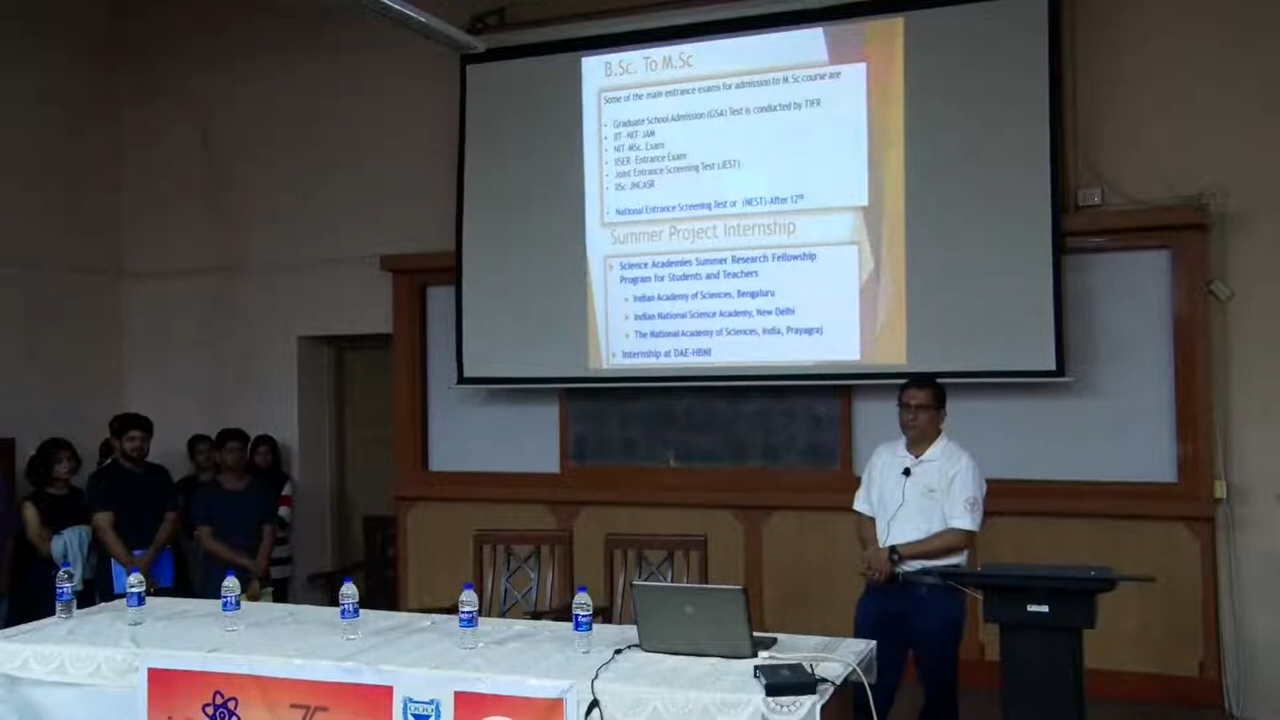 B.Sc. To M.Sc
Some of the main entrance exams for admission to M.Sc course are
Graduate School Admission (GSA) Test is conducted by TIFR
IIT -NIT- JAM
NIT-MSc. Exam
IISER- Entrance Exam
Joint Entrance Screening Test (JEST)
IISc-JNCASR
National Entrance Screening Test or (NEST)-After 12th
Summer Project Internship
Science Academies Summer Research Fellowship
Program for Students and Teachers
Indian Academy of Sciences, Bengaluru
Indian National Science Academy, New Delhi
The National Academy of Sciences, India, Prayagraj
Internship at DAE-HBNI
75